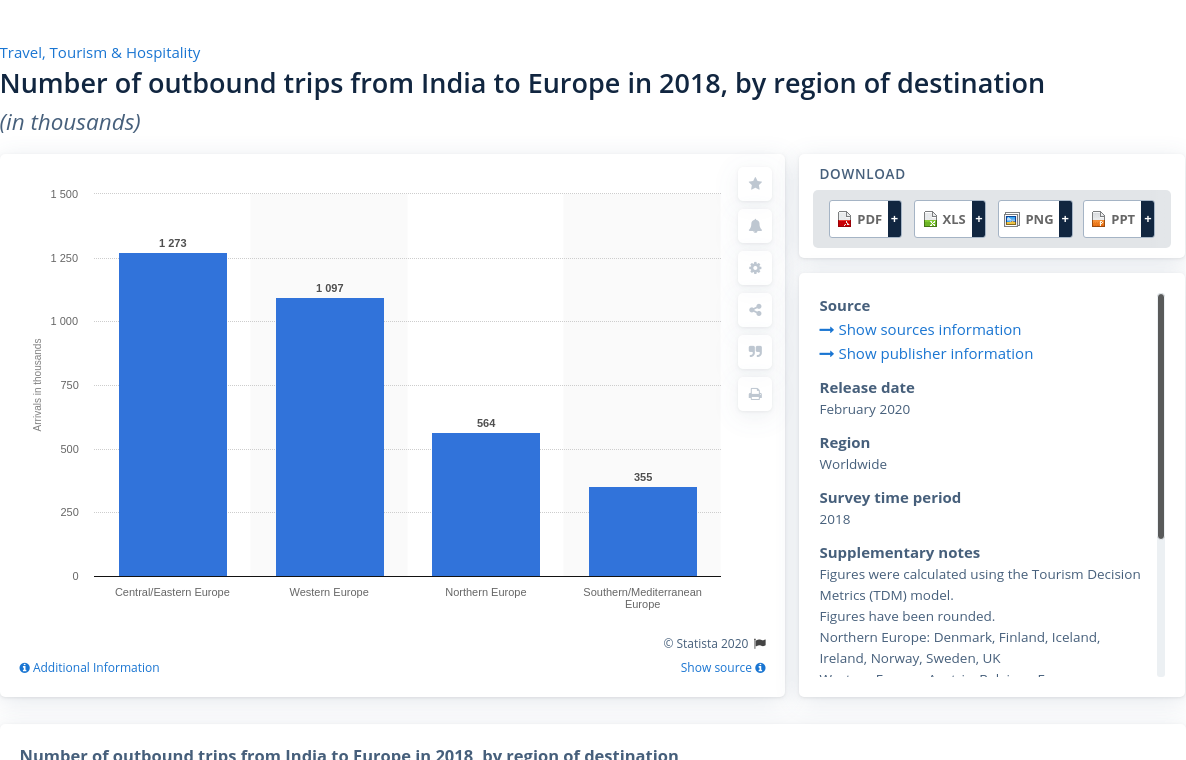 Travel, Tourism & Hospitality
Number of outbound trips from India to Europe in 2018, by region of destination
(in thousands)
1 500
1 250
1 000
750
500
250
0
Arrivals in thousands
1 273
1 097
564
355
Central/Eastern Europe
Western Europe
Northern Europe
Southern/Mediterranean
Europe
© Statista 2020
Additional Information
Show source
DOWNLOAD
PDF +
XLS +
PNG +
PPT +
Source
Show sources information
Show publisher information
Release date
February 2020
Region
Worldwide
Survey time period
2018
Supplementary notes
Figures were calculated using the Tourism Decision
Metrics (TDM) model.
Figures have been rounded.
Northern Europe: Denmark, Finland, Iceland,
Ireland, Norway, Sweden, UK
Number of outbound trips from India to Europe in 2018, by region of destination